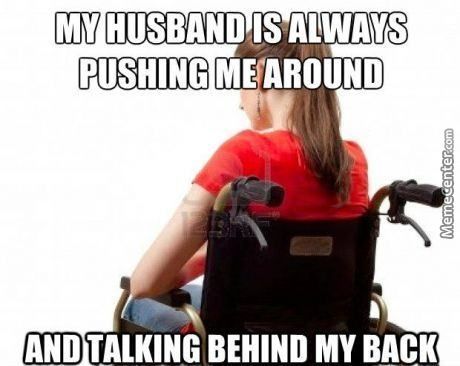 MY HUSBAND IS ALWAYS
PUSHING ME AROUND
Memecenter.com
AND TALKING BEHIND MY BACK